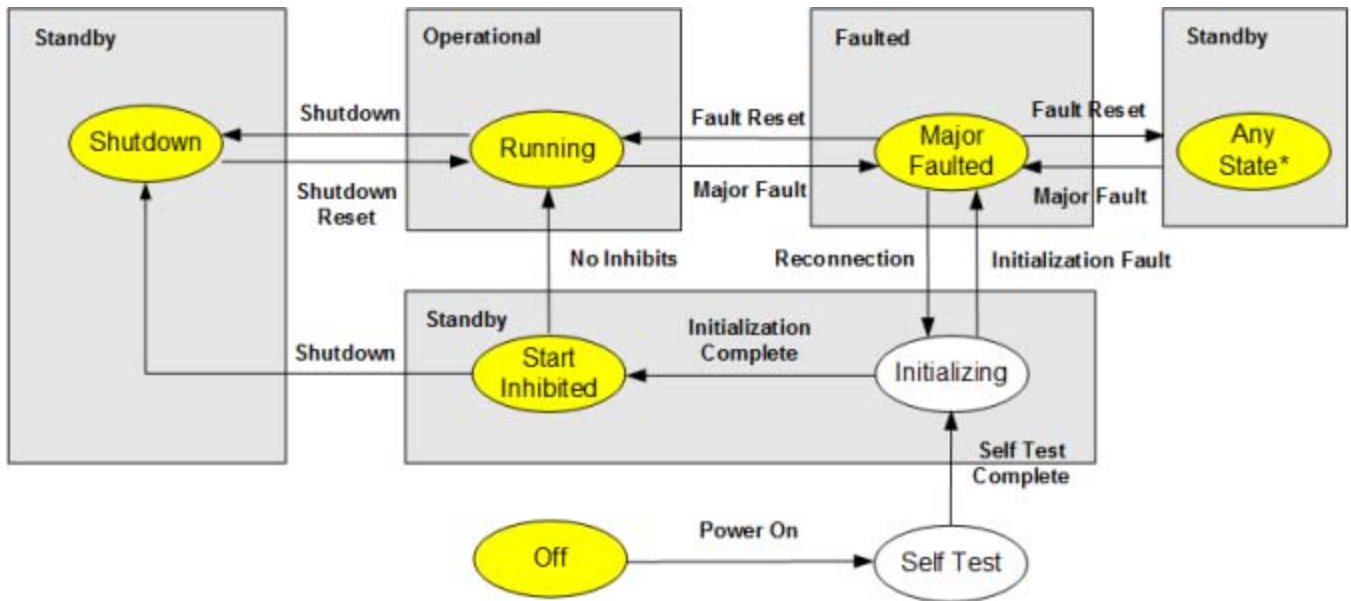 Standby
Operational
Faulted
Standby
Shutdown
Fault Reset
Fault Reset
Shutdown
Running
Major
Faulted
Any
State*
Shutdown
Reset
Major Fault
Major Fault
No Inhibits
Reconnection
Initialization Fault
Standby
Initialization
Complete
Shutdown
Start
Inhibited
Initializing
Self Test
Complete
Power On
Off
Self Test